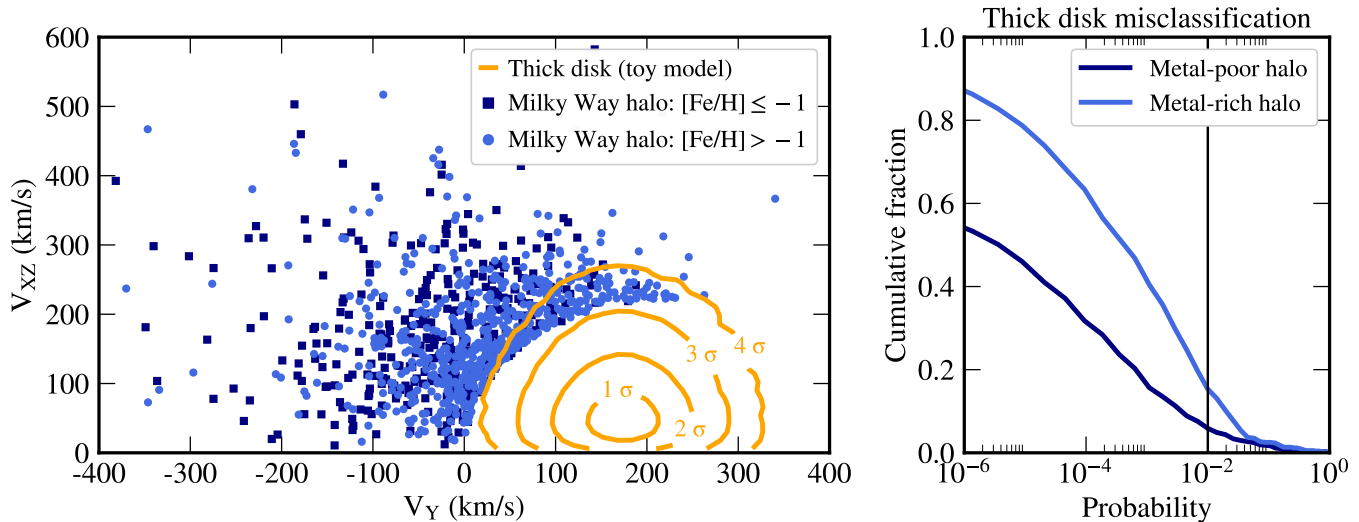 600
500
400
300
200
100
0
-400
-300
-200
-100
0
100
200
300
400
V_XZ (km/s)
V_Y (km/s)
Thick disk (toy model)
Milky Way halo: [Fe/H] ≤ −1
Milky Way halo: [Fe/H] > −1
1 σ
2 σ
3 σ
4 σ
Thick disk misclassification
Metal-poor halo
Metal-rich halo
1.0
0.8
0.6
0.4
0.2
0.0
10^−6
10^−4
10^−2
10^0
Cumulative fraction
Probability